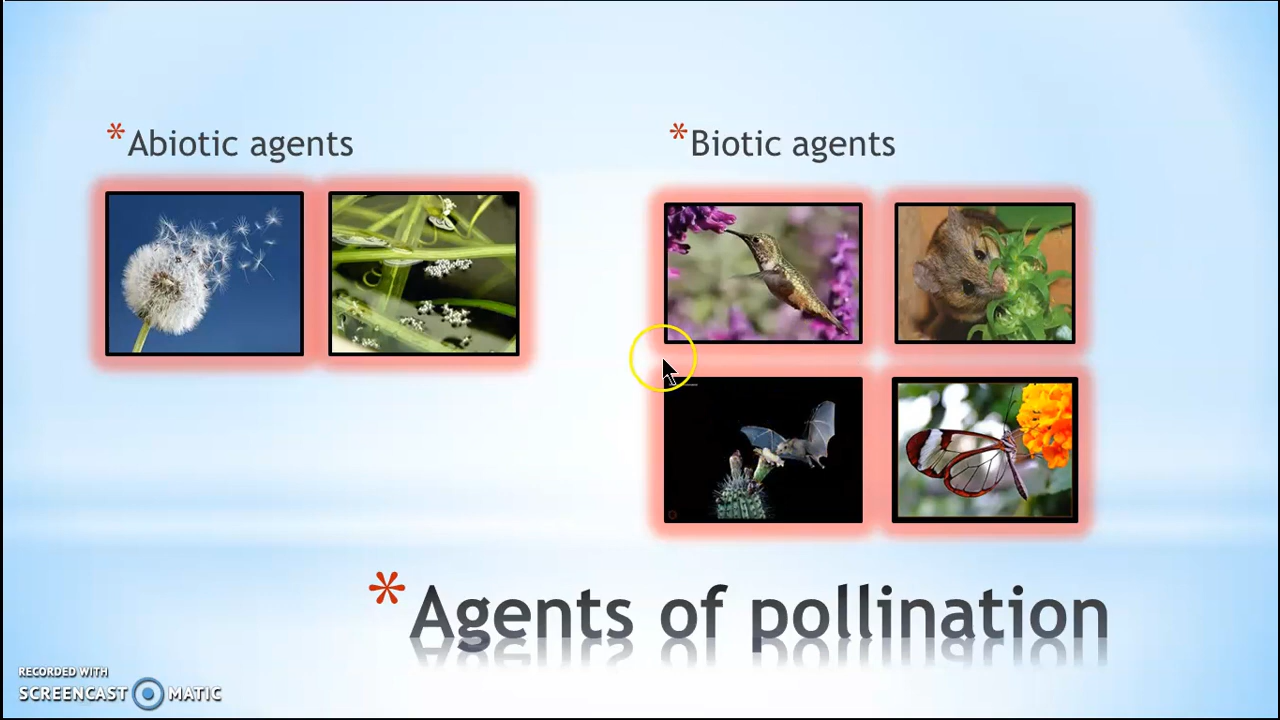 *Abiotic agents
*Biotic agents
*Agents of pollination
RECORDED WITH
SCREENCAST MATIC